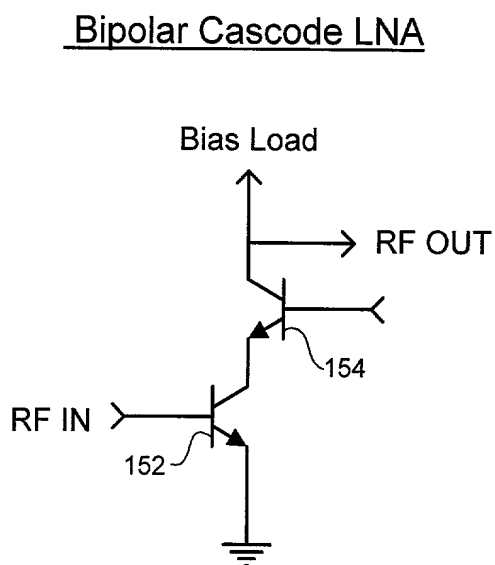 Bipolar Cascode LNA
Bias Load
RF OUT
154
RF IN
152